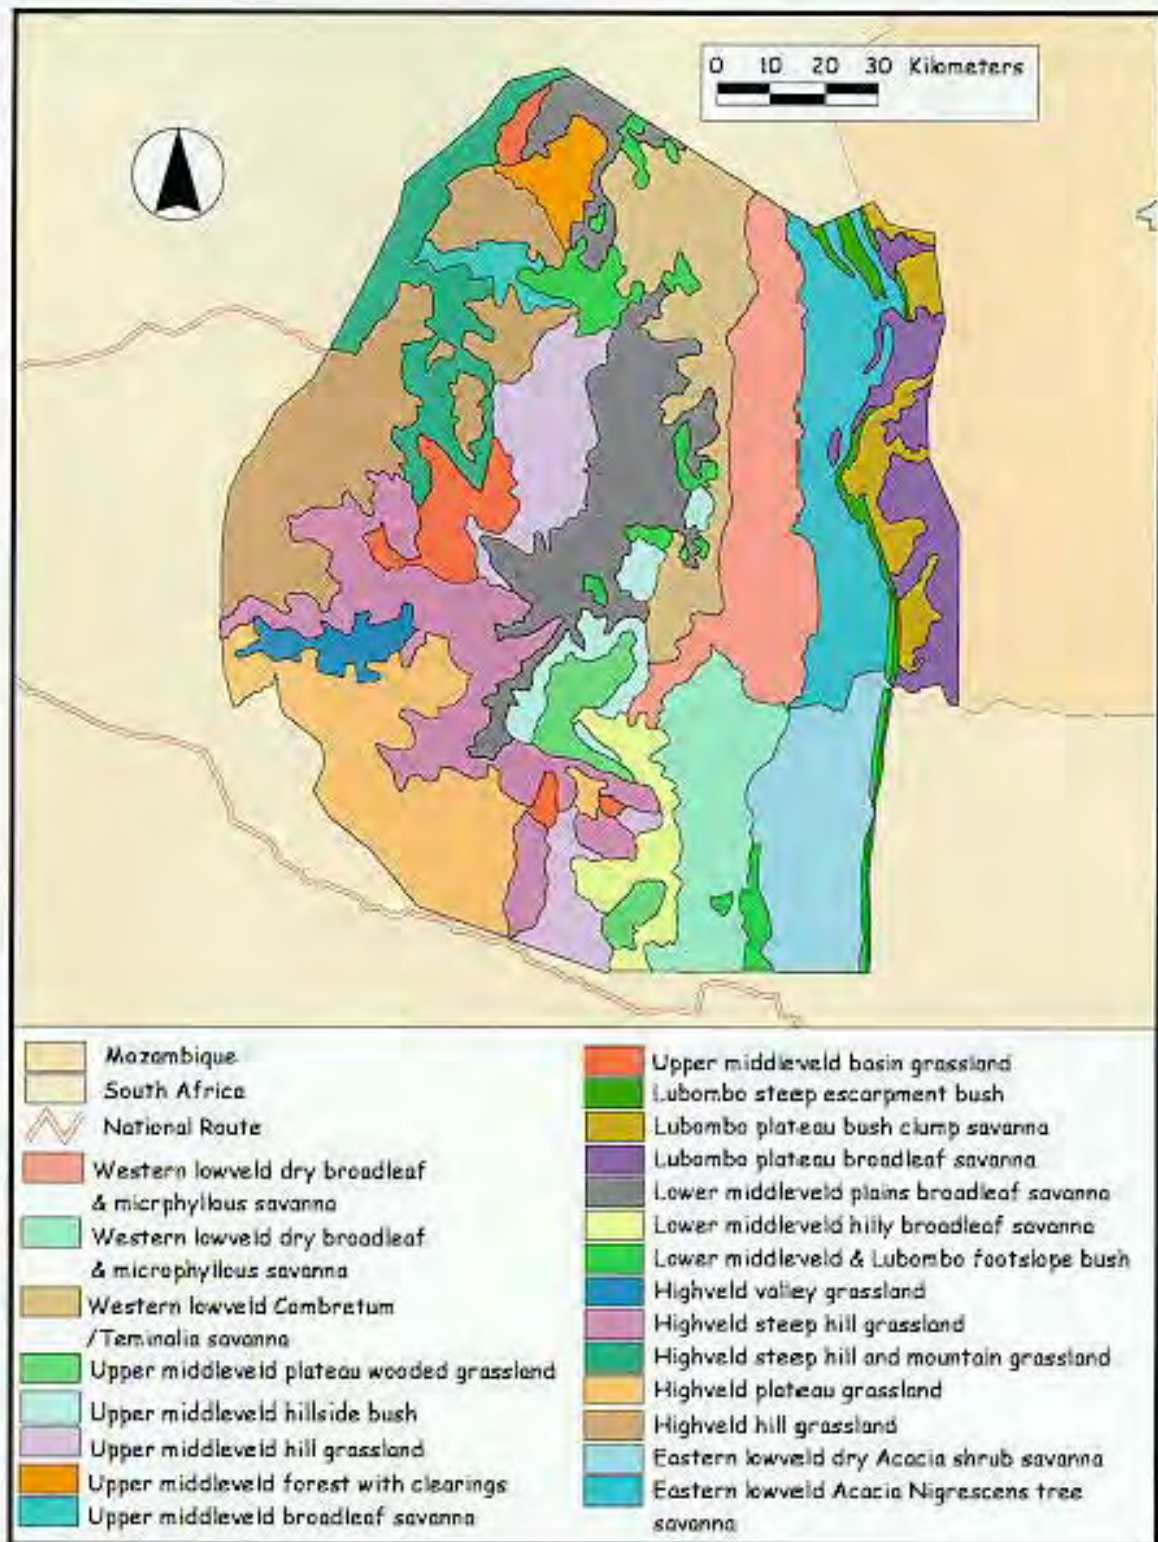 0 10 20 30 Kilometers
Mozambique
South Africa
National Route
Western lowveld dry broadleaf
& micrphyllous savanna
Western lowveld dry broadleaf
& microphyllous savanna
Western lowveld Combretum
/Teminalia savanna
Upper middleveld plateau wooded grassland
Upper middleveld hillside bush
Upper middleveld hill grassland
Upper middleveld forest with clearings
Upper middleveld broadleaf savanna
Upper middleveld basin grassland
Lubombo steep escarpment bush
Lubombo plateau bush clump savanna
Lubombo plateau broadleaf savanna
Lower middleveld plains broadleaf savanna
Lower middleveld hilly broadleaf savanna
Lower middleveld & Lubombo footslope bush
Highveld valley grassland
Highveld steep hill grassland
Highveld steep hill and mountain grassland
Highveld plateau grassland
Highveld hill grassland
Eastern lowveld dry Acacia shrub savanna
Eastern lowveld Acacia Nigrescens tree
savanna